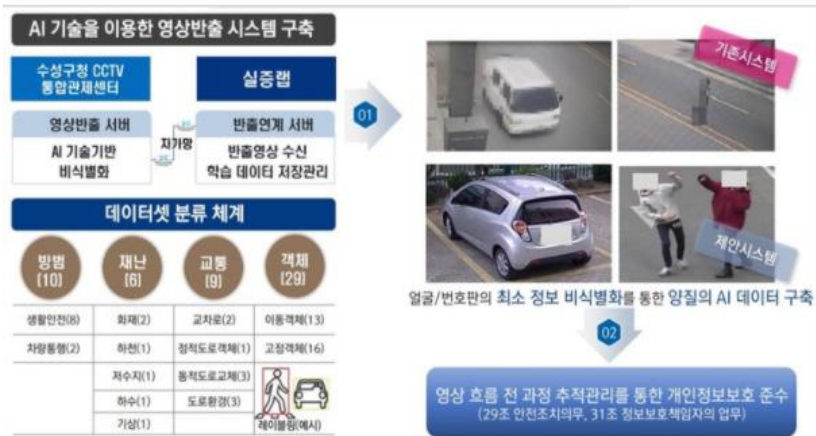 AI 기술을 이용한 영상반출 시스템 구축
수성구청 CCTV
통합관제센터
실증랩
영상반출 서버
AI 기술기반
비식별화
자가망
반출연계 서버
반출영상 수신
학습 데이터 저장관리
데이터셋 분류 체계
방범
(10)
재난
(6)
교통
(9)
객체
(29)
생활안전(8)
화재(2)
교차로(2)
이동객체(13)
차량통행(2)
하천(1)
정적도로객체(1)
고정객체(16)
저수지(1)
동적도로교체(3)
하수(1)
도로환경(3)
기상(1)
레이블링(예시)
01
기존시스템
제안시스템
얼굴/번호판의 최소 정보 비식별화를 통한 양질의 AI 데이터 구축
02
영상 흐름 전 과정 추적관리를 통한 개인정보보호 준수
(29조 안전조치의무, 31조 정보보호책임자의 업무)